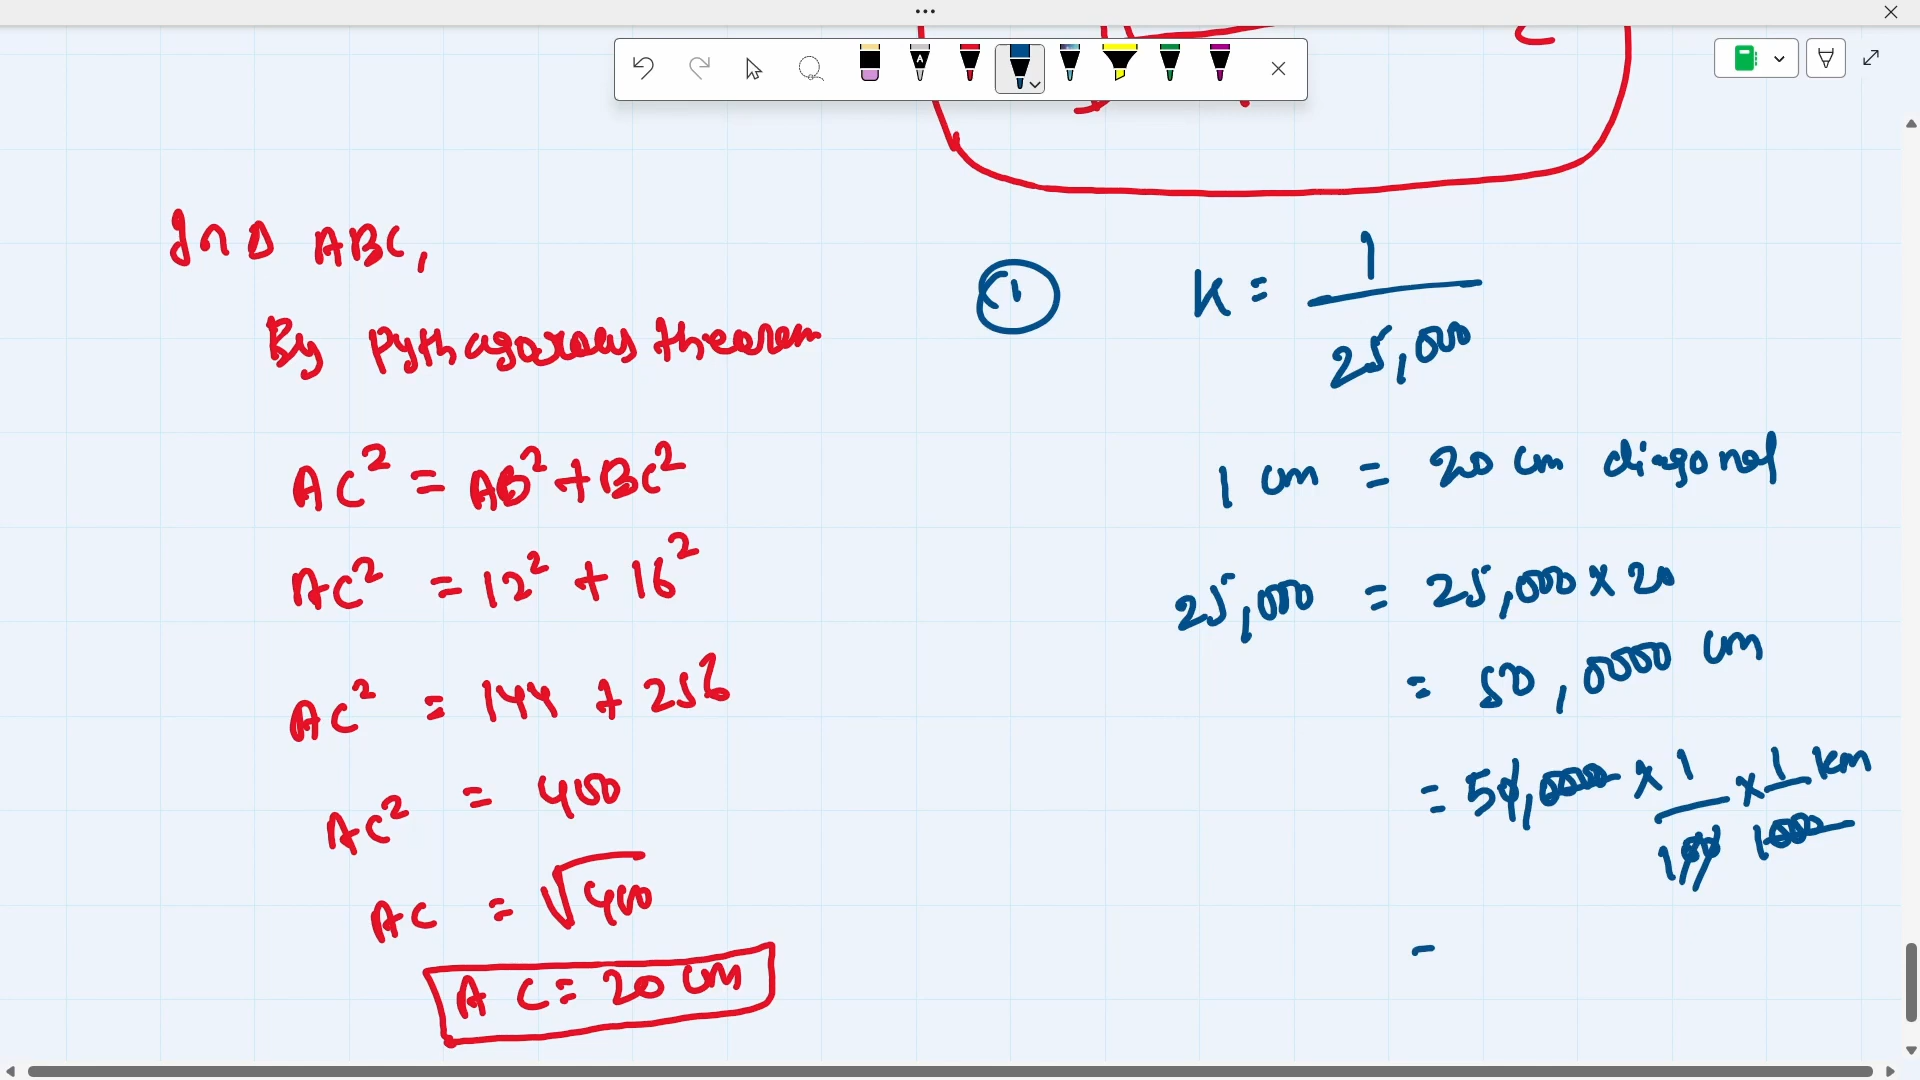 In Δ ABC,
By Pythagoraus theorem
AC² = AB² + BC²
AC² = 12² + 16²
AC² = 144 + 256
AC² = 400
AC = √400
AC = 20 cm
(1) k = 1/25,000
1 cm = 20 cm diagonal
25,000 = 25,000 x 20
= 50,0000 cm
= 50,0000 x 1/100 x 1/1000 km
=